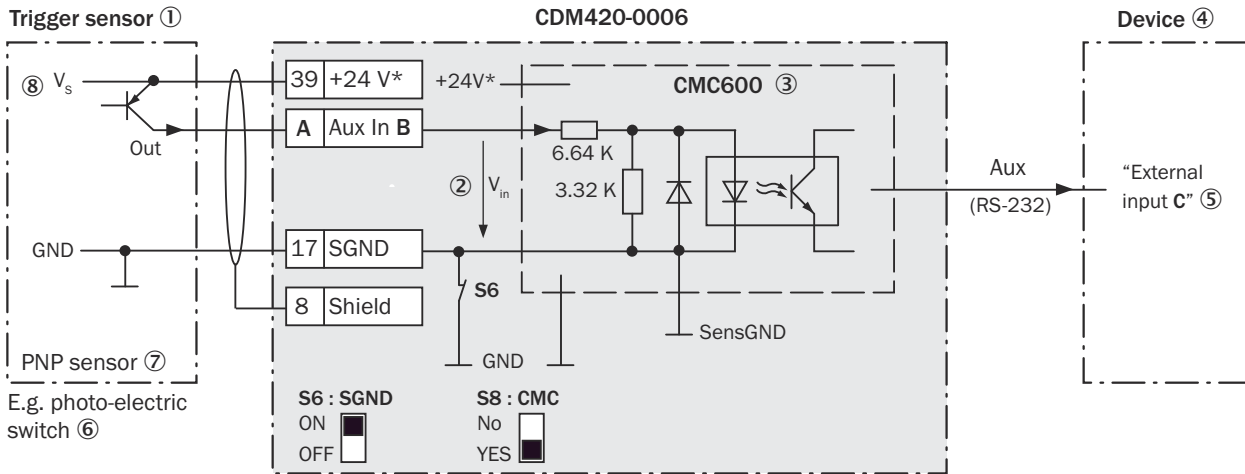 Trigger sensor ①
CDM420-0006
Device ④
⑧ Vs
39 +24 V*
+24V*
CMC600 ③
A Aux In B
Out
6.64 K
② Vin
3.32 K
Aux
(RS-232)
"External
input C" ⑤
GND
17 SGND
S6
8 Shield
SensGND
GND
PNP sensor ⑦
E.g. photo-electric
switch ⑥
S6 : SGND
ON
OFF
S8 : CMC
No
YES